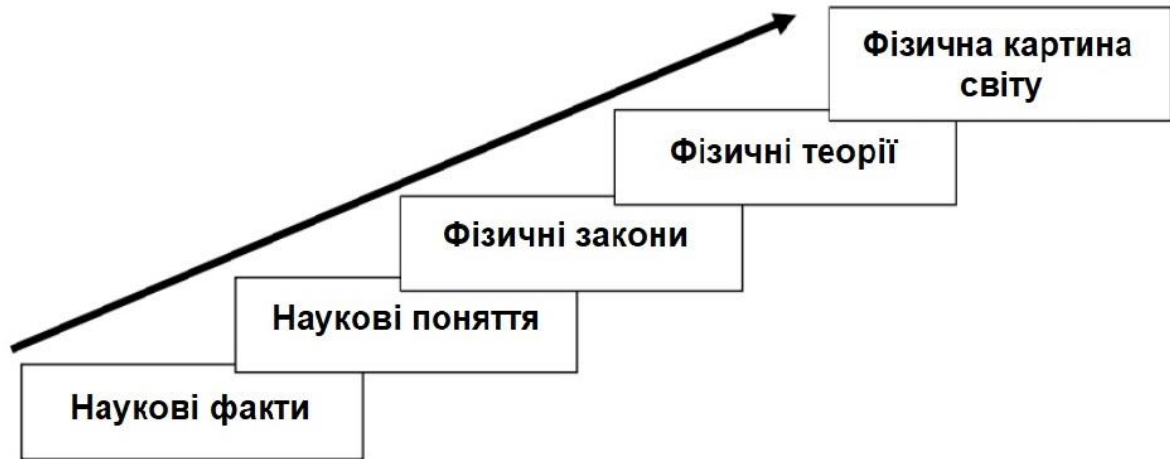 Фізична картина
світу
Фізичні теорії
Фізичні закони
Наукові поняття
Наукові факти